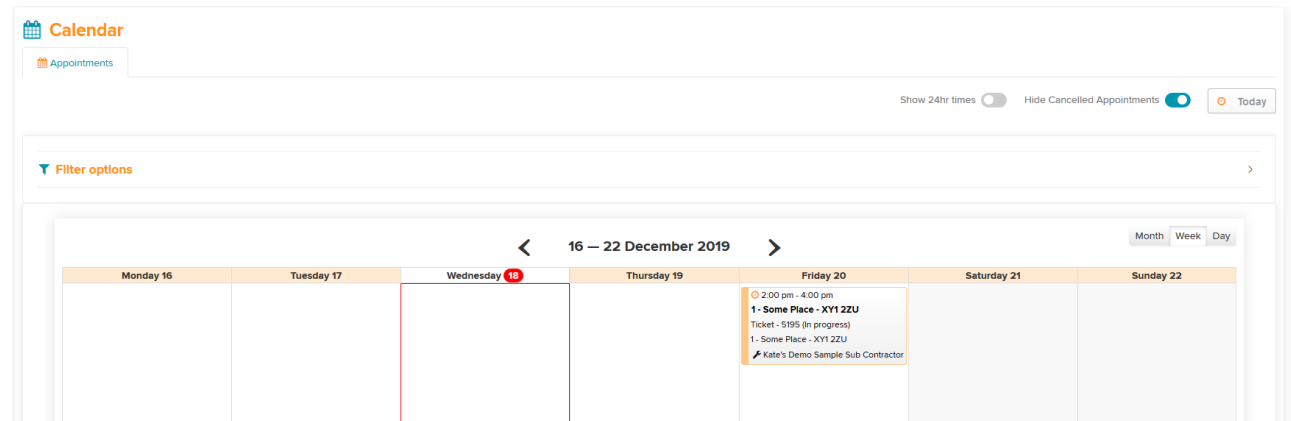 Calendar
Appointments
Show 24hr times Hide Cancelled Appointments Today
Filter options
16 — 22 December 2019 Month Week Day
Monday 16 Tuesday 17 Wednesday 18 Thursday 19 Friday 20 Saturday 21 Sunday 22
2:00 pm - 4:00 pm
1 - Some Place - XY1 2ZU
Ticket - 5195 (In progress)
1 - Some Place - XY1 2ZU
Kate's Demo Sample Sub Contractor